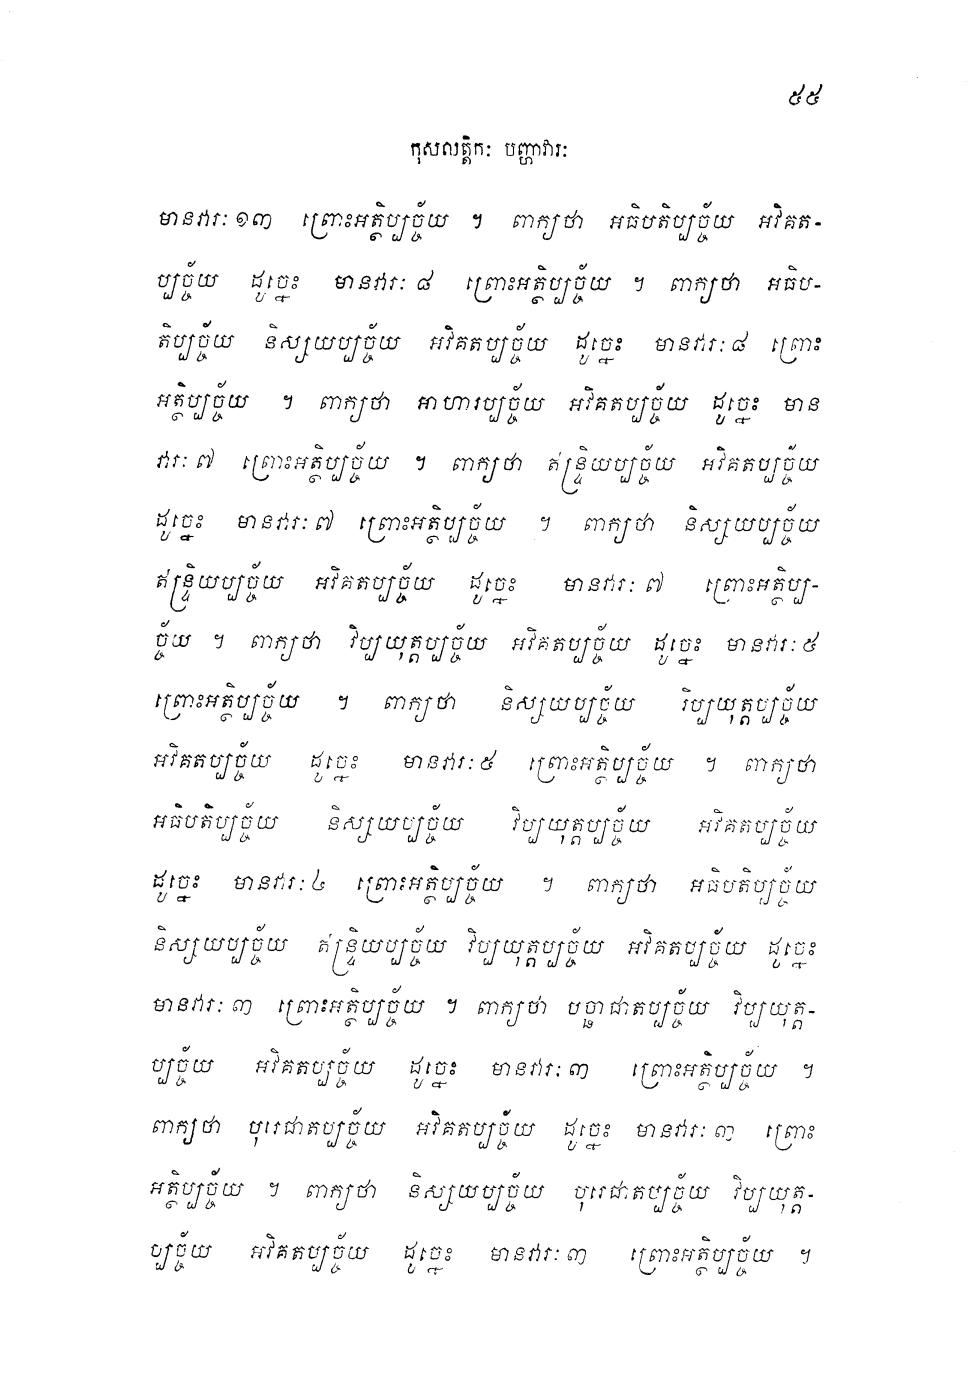 ៥៥
កុសលត្តិកៈ បញ្ហាវារៈ
មានវារៈ ១៣ ព្រោះអត្ថិប្បច្ច័យ ។ ពាក្យថា អធិបតិប្បច្ច័យ អវិគត-
ប្បច្ច័យ ដូច្នេះ មានវារៈ ៨ ព្រោះអត្ថិប្បច្ច័យ ។ ពាក្យថា អធិប-
តិប្បច្ច័យ និស្សយប្បច្ច័យ អវិគតប្បច្ច័យ ដូច្នេះ មានវារៈ ៨ ព្រោះ
អត្ថិប្បច្ច័យ ។ ពាក្យថា អាហារប្បច្ច័យ អវិគតប្បច្ច័យ ដូច្នេះ មាន
វារៈ ៧ ព្រោះអត្ថិប្បច្ច័យ ។ ពាក្យថា ឥន្ទ្រិយប្បច្ច័យ អវិគតប្បច្ច័យ
ដូច្នេះ មានវារៈ ៧ ព្រោះអត្ថិប្បច្ច័យ ។ ពាក្យថា និស្សយប្បច្ច័យ
ឥន្ទ្រិយប្បច្ច័យ អវិគតប្បច្ច័យ ដូច្នេះ មានវារៈ ៧ ព្រោះអត្ថិប្ប-
ច្ច័យ ។ ពាក្យថា វិប្បយុត្តប្បច្ច័យ អវិគតប្បច្ច័យ ដូច្នេះ មានវារៈ ៥
ព្រោះអត្ថិប្បច្ច័យ ។ ពាក្យថា និស្សយប្បច្ច័យ វិប្បយុត្តប្បច្ច័យ
អវិគតប្បច្ច័យ ដូច្នេះ មានវារៈ ៥ ព្រោះអត្ថិប្បច្ច័យ ។ ពាក្យថា
អធិបតិប្បច្ច័យ និស្សយប្បច្ច័យ វិប្បយុត្តប្បច្ច័យ អវិគតប្បច្ច័យ
ដូច្នេះ មានវារៈ ៤ ព្រោះអត្ថិប្បច្ច័យ ។ ពាក្យថា អធិបតិប្បច្ច័យ
និស្សយប្បច្ច័យ ឥន្ទ្រិយប្បច្ច័យ វិប្បយុត្តប្បច្ច័យ អវិគតប្បច្ច័យ ដូច្នេះ
មានវារៈ ៣ ព្រោះអត្ថិប្បច្ច័យ ។ ពាក្យថា បច្ឆាជាតប្បច្ច័យ វិប្បយុត្ត-
ប្បច្ច័យ អវិគតប្បច្ច័យ ដូច្នេះ មានវារៈ ៣ ព្រោះអត្ថិប្បច្ច័យ ។
ពាក្យថា បុរេជាតប្បច្ច័យ អវិគតប្បច្ច័យ ដូច្នេះ មានវារៈ ៣ ព្រោះ
អត្ថិប្បច្ច័យ ។ ពាក្យថា និស្សយប្បច្ច័យ បុរេជាតប្បច្ច័យ វិប្បយុត្ត-
ប្បច្ច័យ អវិគតប្បច្ច័យ ដូច្នេះ មានវារៈ ៣ ព្រោះអត្ថិប្បច្ច័យ ។